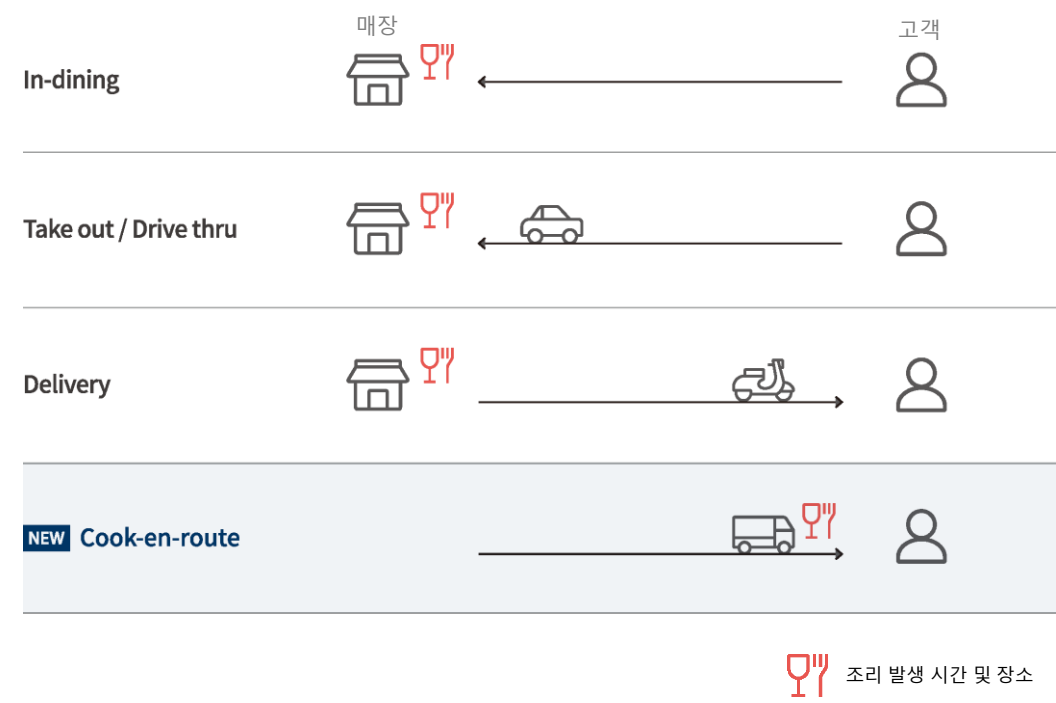 매장
고객
In-dining
Take out / Drive thru
Delivery
NEW Cook-en-route
조리 발생 시간 및 장소